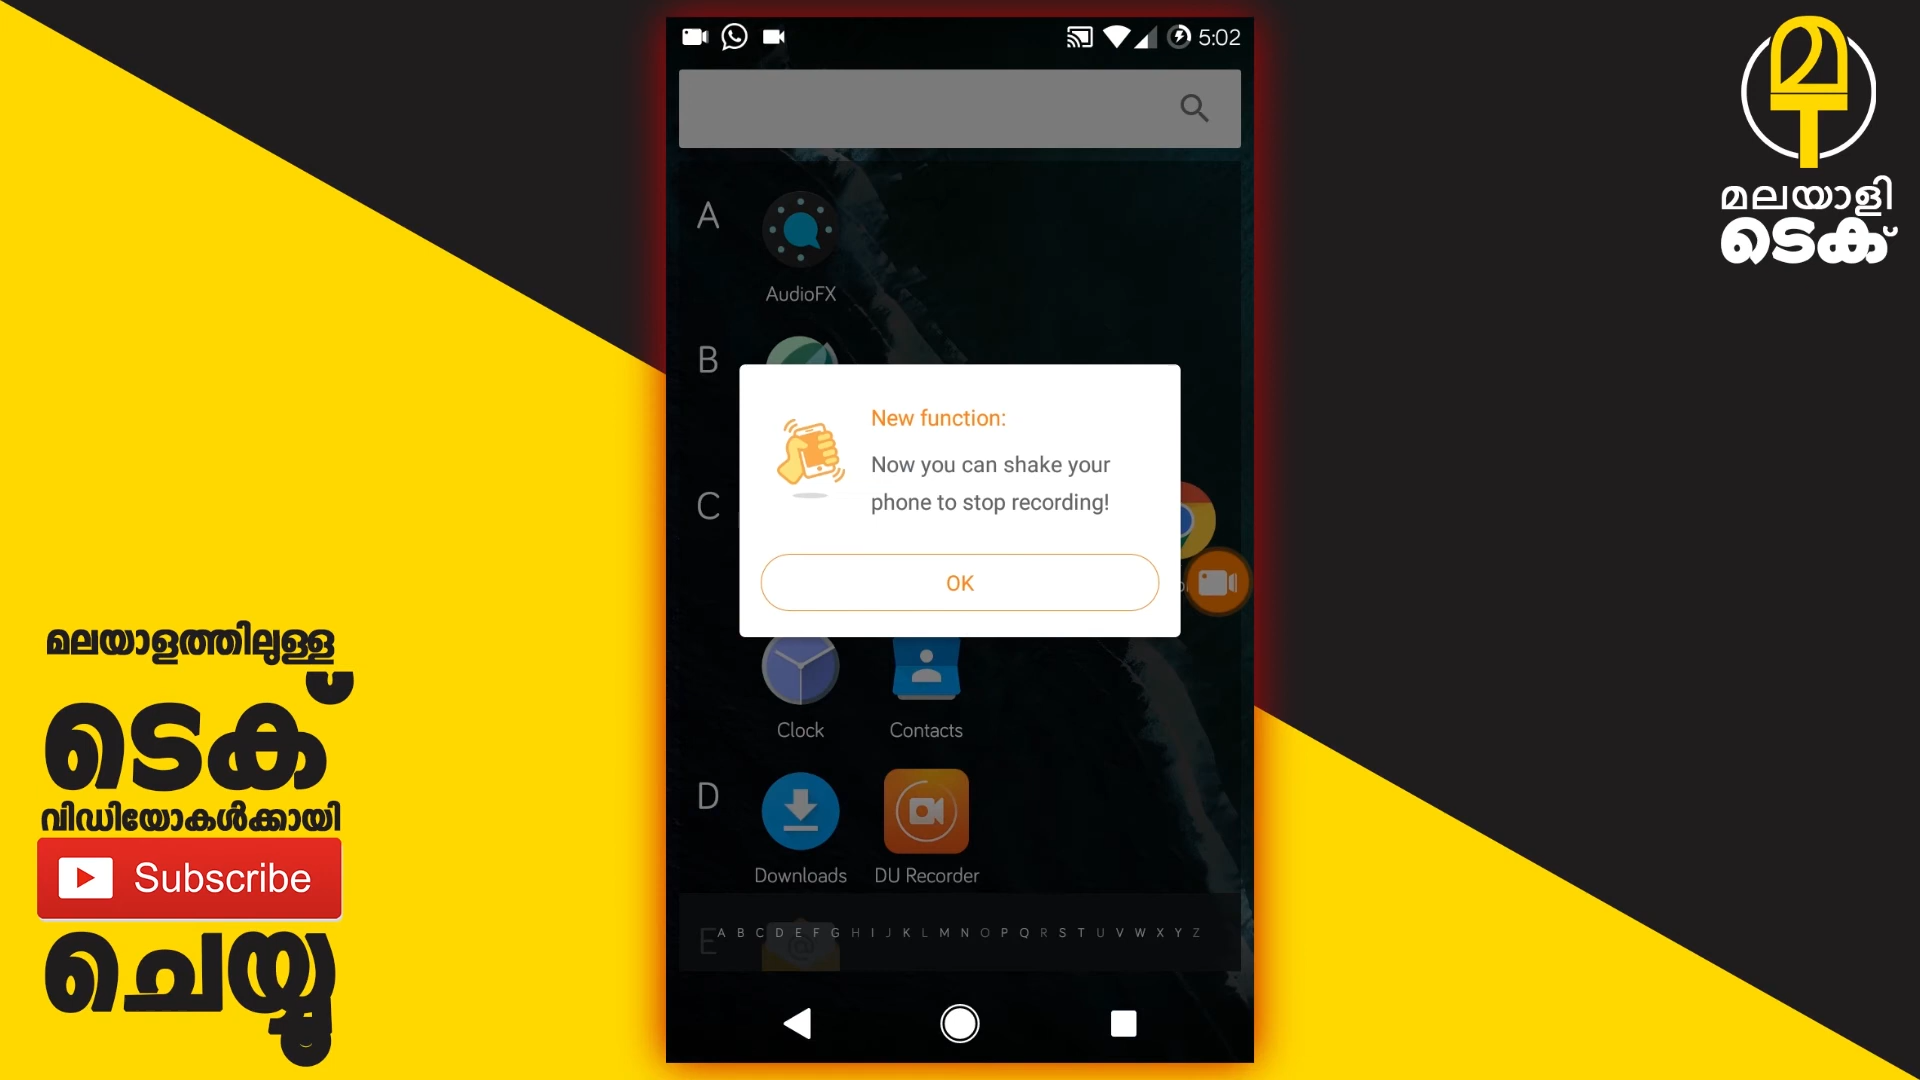 5:02
മലയാളി
ടെക്
A
AudioFX
B
New function:
Now you can shake your
phone to stop recording!
C
OK
Clock
Contacts
D
Downloads
DU Recorder
E
A B C D E F G H I J K L M N O P Q R S T U V W X Y Z
മലയാളത്തിലുള്ള
ടെക്
വിഡിയോകൾക്കായി
Subscribe
ചെയ്യൂ